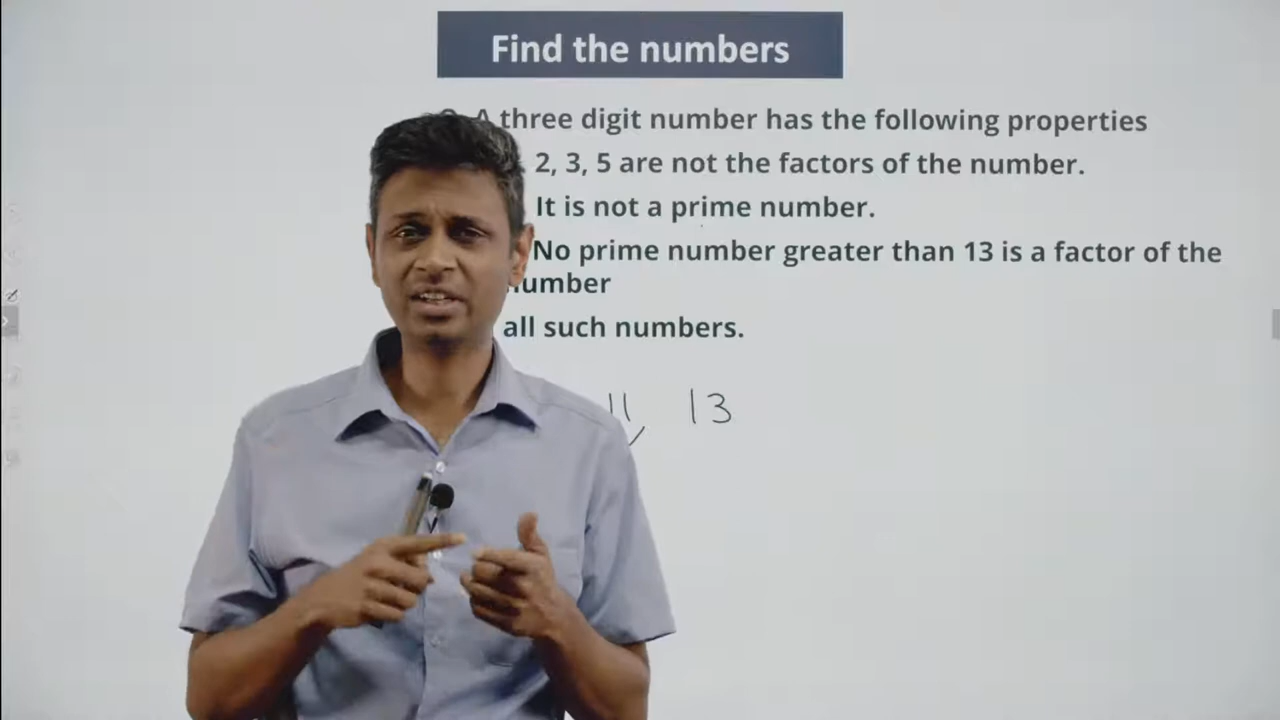 Find the numbers
three digit number has the following properties
2, 3, 5 are not the factors of the number.
It is not a prime number.
No prime number greater than 13 is a factor of the
number
all such numbers.
11, 13